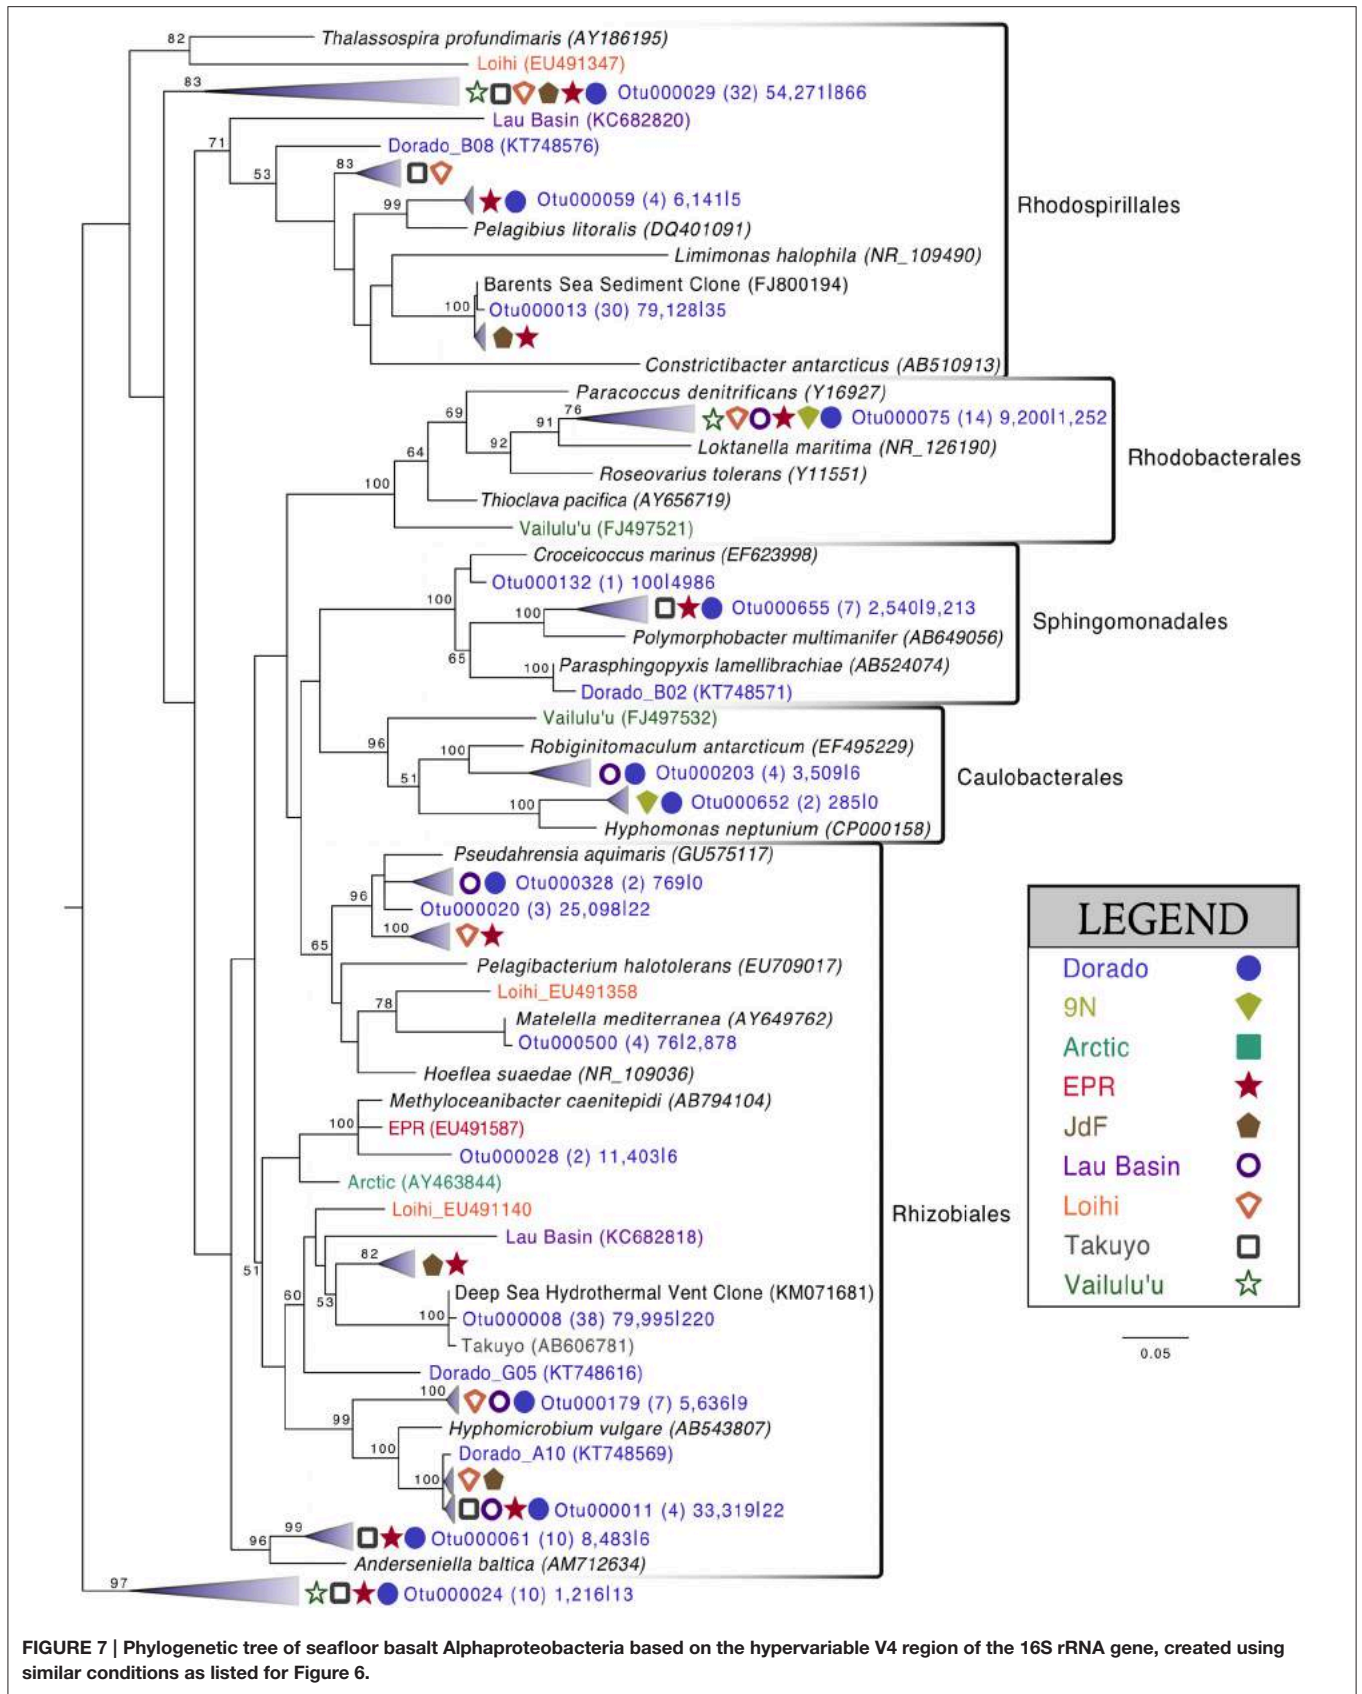 82
Thalassospira profundimaris (AY186195)
Loihi (EU491347)
83
Otu000029 (32) 54,271|866
Lau Basin (KC682820)
71
Dorado_B08 (KT748576)
53
83
99
Otu000059 (4) 6,141|5
Pelagibius litoralis (DQ401091)
Rhodospirillales
Limimonas halophila (NR_109490)
Barents Sea Sediment Clone (FJ800194)
100
Otu000013 (30) 79,128|35
Constrictibacter antarcticus (AB510913)
Paracoccus denitrificans (Y16927)
69
76
91
Otu000075 (14) 9,200|1,252
92
Loktanella maritima (NR_126190)
64
Rhodobacterales
Roseovarius tolerans (Y11551)
100
Thioclava pacifica (AY656719)
Vailulu'u (FJ497521)
Croceicoccus marinus (EF623998)
Otu000132 (1) 100|4986
100
100
Otu000655 (7) 2,540|9,213
Sphingomonadales
Polymorphobacter multimanifer (AB649056)
65
100
Parasphingopyxis lamellibrachiae (AB524074)
Dorado_B02 (KT748571)
Vailulu'u (FJ497532)
96
100
Robiginitomaculum antarcticum (EF495229)
51
Otu000203 (4) 3,509|6
Caulobacterales
100
Otu000652 (2) 285|0
Hyphomonas neptunium (CP000158)
Pseudahrensia aquimaris (GU575117)
Otu000328 (2) 769|0
96
Otu000020 (3) 25,098|22
100
65
Pelagibacterium halotolerans (EU709017)
Loihi_EU491358
78
Matelella mediterranea (AY649762)
Otu000500 (4) 76|2,878
Hoeflea suaedae (NR_109036)
Methyloceanibacter caenitepidi (AB794104)
100
EPR (EU491587)
Otu000028 (2) 11,403|6
Arctic (AY463844)
Loihi_EU491140
Rhizobiales
Lau Basin (KC682818)
82
51
60
53
Deep Sea Hydrothermal Vent Clone (KM071681)
100
Otu000008 (38) 79,995|220
Takuyo (AB606781)
Dorado_G05 (KT748616)
100
Otu000179 (7) 5,636|9
99
Hyphomicrobium vulgare (AB543807)
100
Dorado_A10 (KT748569)
100
Otu000011 (4) 33,319|22
99
Otu000061 (10) 8,483|6
96
Anderseniella baltica (AM712634)
97
Otu000024 (10) 1,216|13
LEGEND
Dorado
9N
Arctic
EPR
JdF
Lau Basin
Loihi
Takuyo
Vailulu'u
0.05
FIGURE 7 | Phylogenetic tree of seafloor basalt Alphaproteobacteria based on the hypervariable V4 region of the 16S rRNA gene, created using
similar conditions as listed for Figure 6.